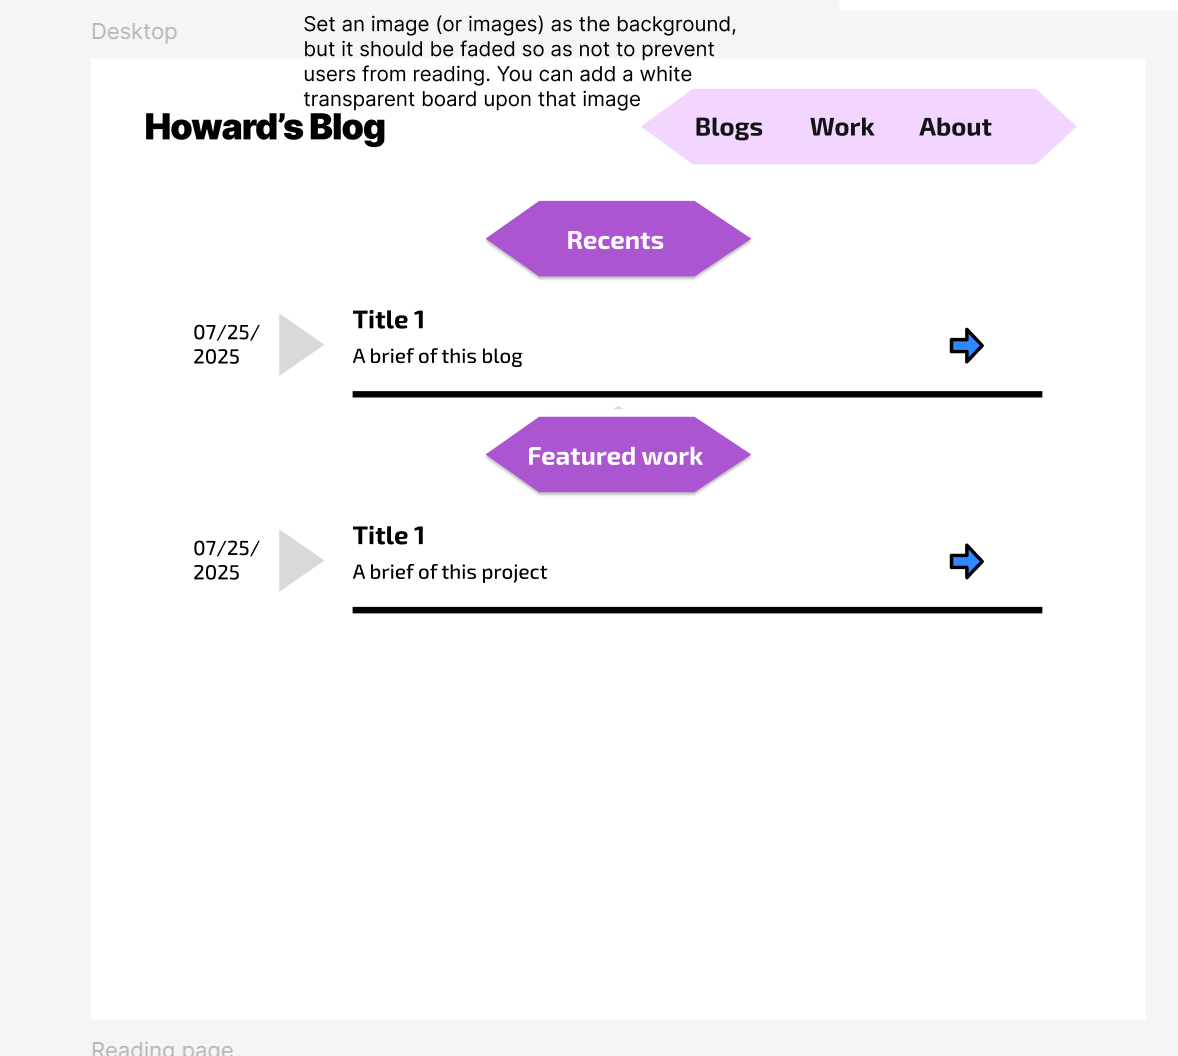 Desktop
Set an image (or images) as the background,
but it should be faded so as not to prevent
users from reading. You can add a white
transparent board upon that image
Howard's Blog
Blogs Work About
Recents
07/25/
2025
Title 1
A brief of this blog
Featured work
07/25/
2025
Title 1
A brief of this project
Reading page